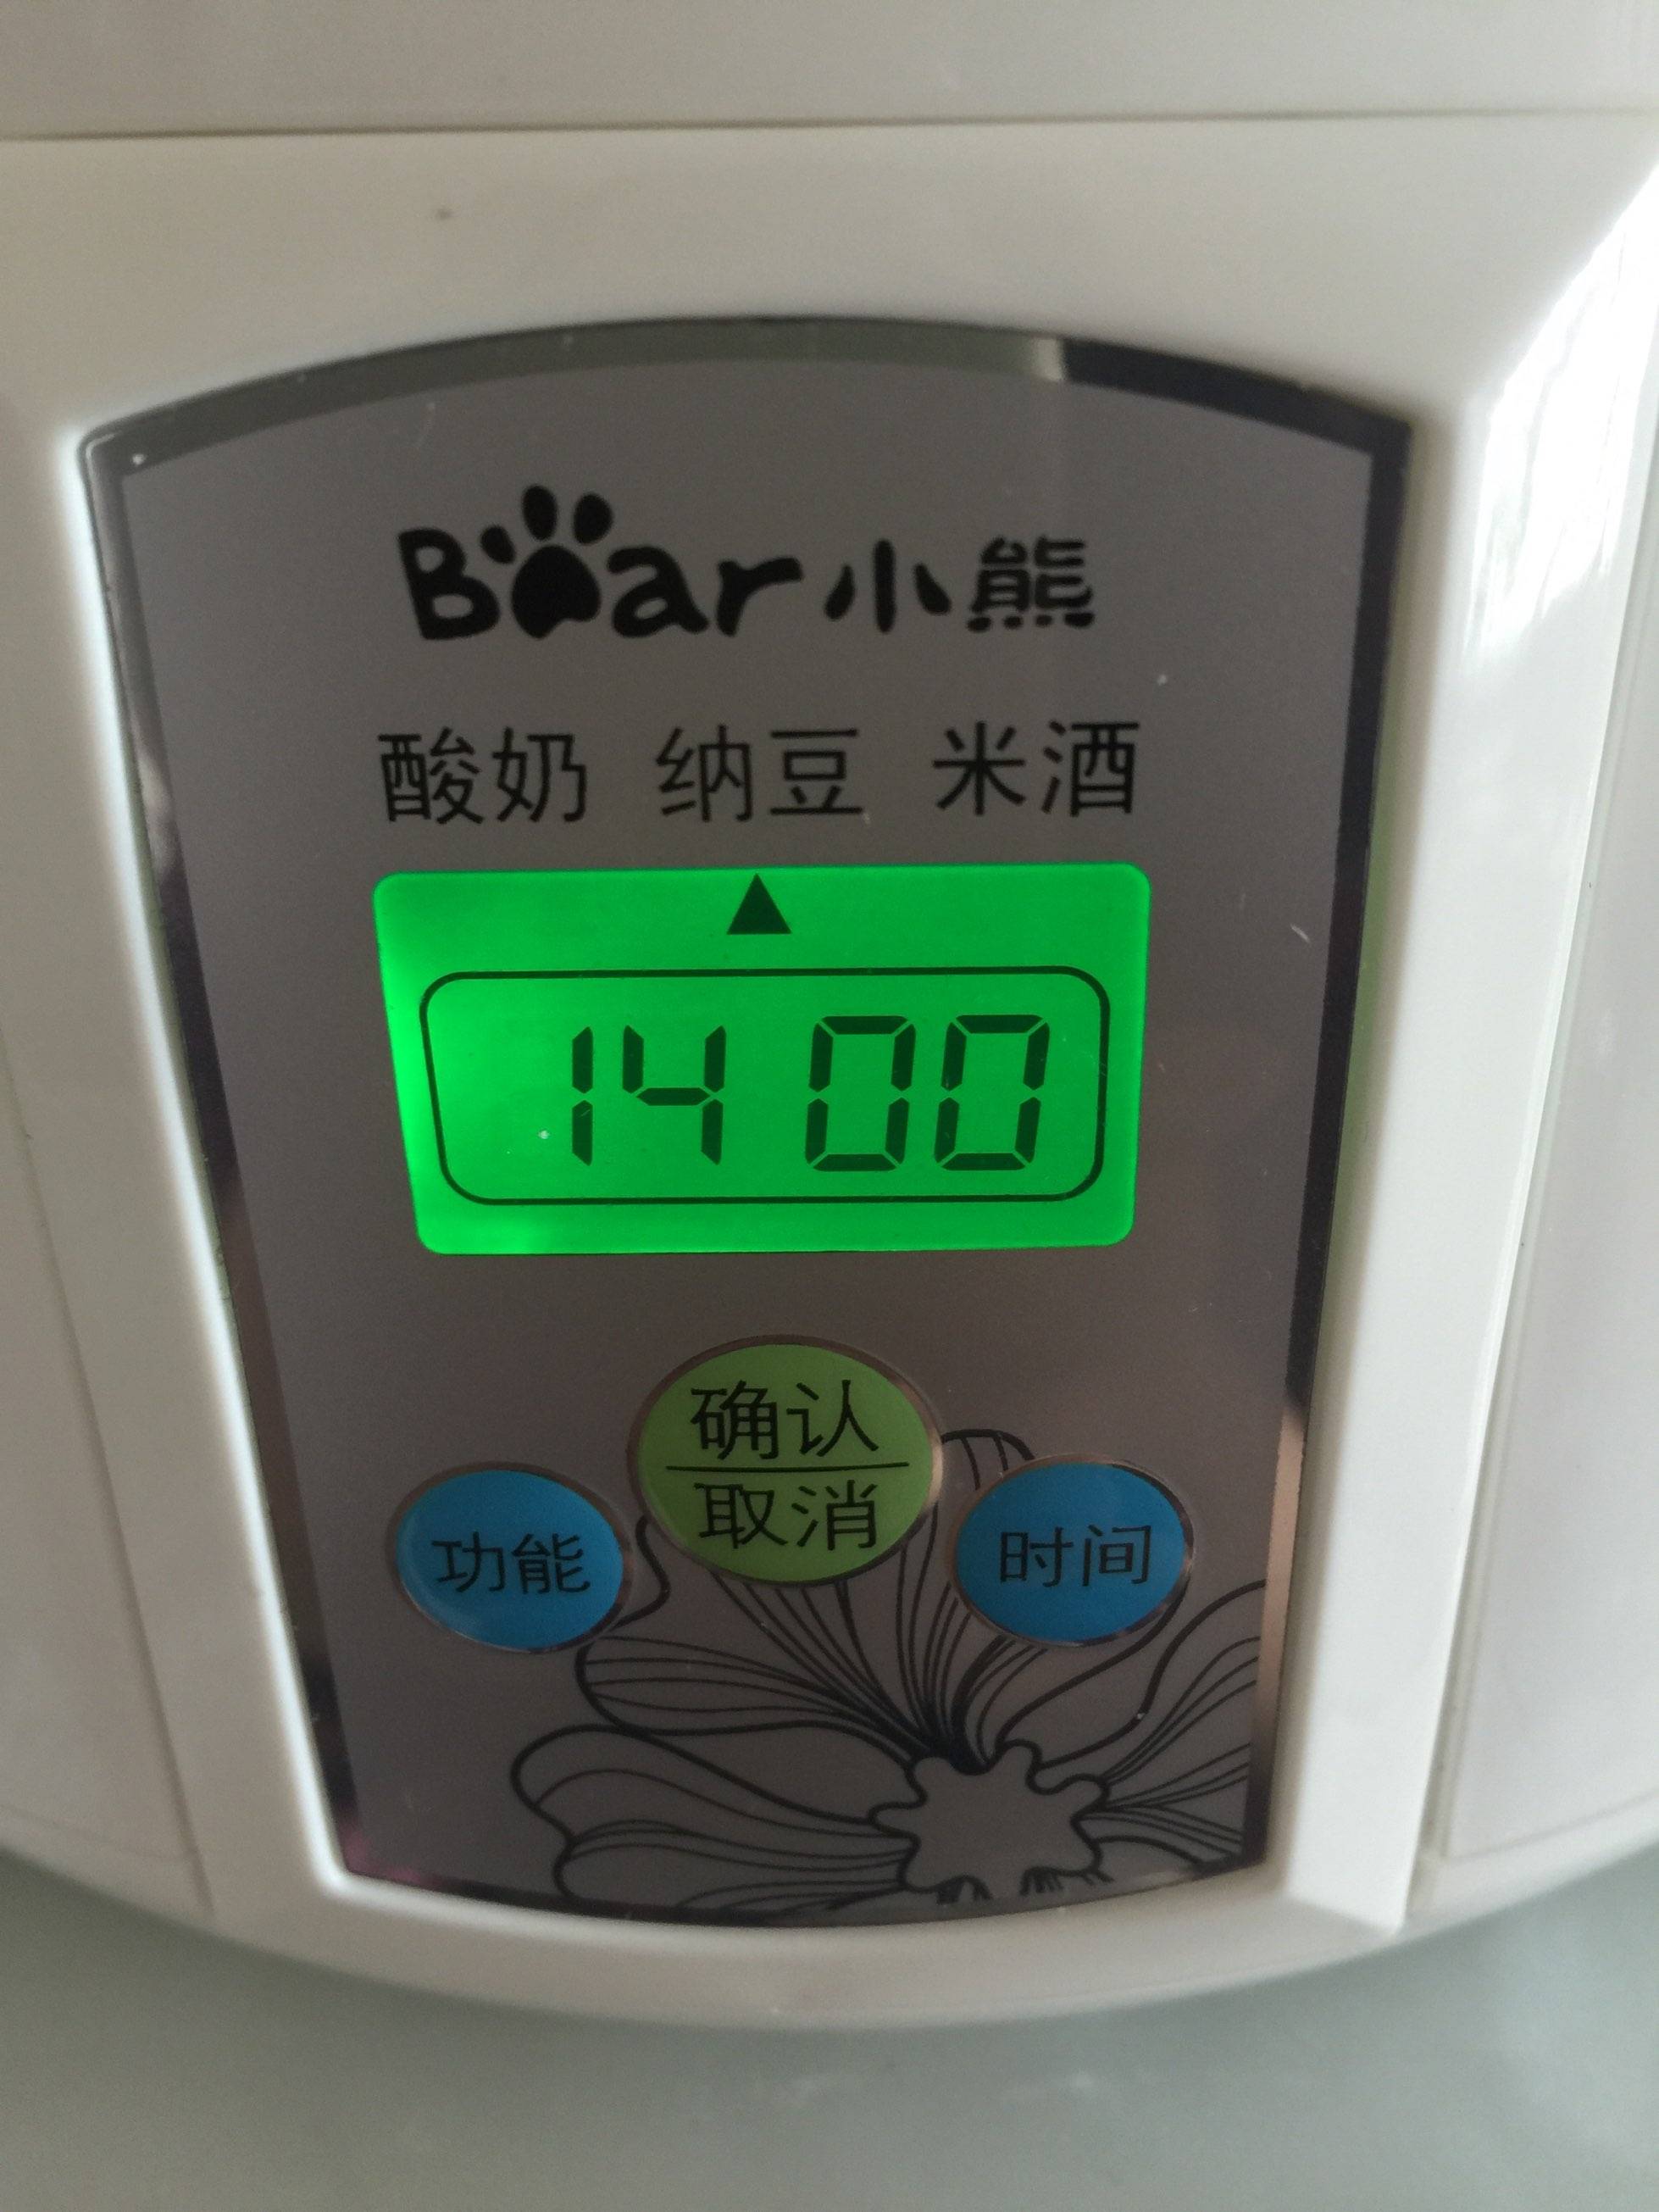 Bear小熊
酸奶 纳豆 米酒
14 00
确认
取消
功能 时间